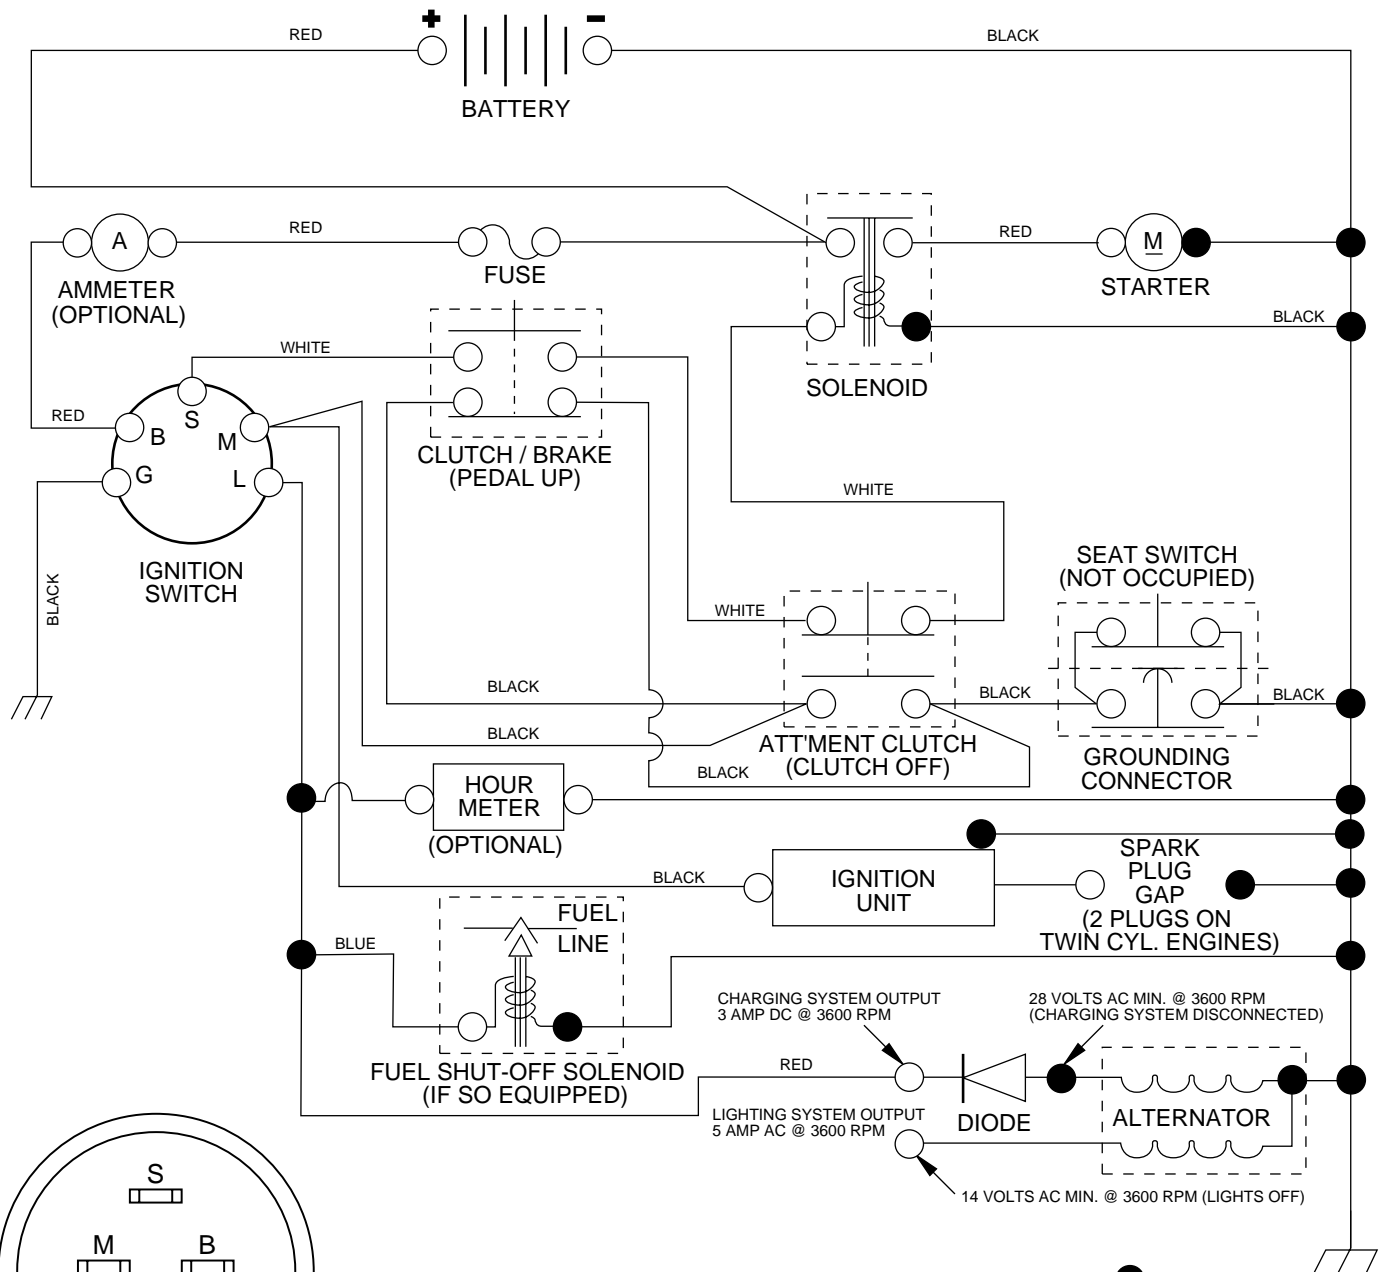 + −
RED
BLACK
BATTERY
A
RED
FUSE
RED
M
STARTER
AMMETER
(OPTIONAL)
BLACK
WHITE
SOLENOID
RED
S
B
M
G
L
CLUTCH / BRAKE
(PEDAL UP)
WHITE
IGNITION
SWITCH
BLACK
SEAT SWITCH
(NOT OCCUPIED)
WHITE
BLACK
BLACK
BLACK
BLACK
ATT'MENT CLUTCH
(CLUTCH OFF)
GROUNDING
CONNECTOR
BLACK
HOUR
METER
(OPTIONAL)
BLACK
IGNITION
UNIT
SPARK
PLUG
GAP
(2 PLUGS ON
TWIN CYL. ENGINES)
FUEL
LINE
BLUE
FUEL SHUT-OFF SOLENOID
(IF SO EQUIPPED)
CHARGING SYSTEM OUTPUT
3 AMP DC @ 3600 RPM
28 VOLTS AC MIN. @ 3600 RPM
(CHARGING SYSTEM DISCONNECTED)
RED
DIODE
ALTERNATOR
LIGHTING SYSTEM OUTPUT
5 AMP AC @ 3600 RPM
14 VOLTS AC MIN. @ 3600 RPM (LIGHTS OFF)
S
M B